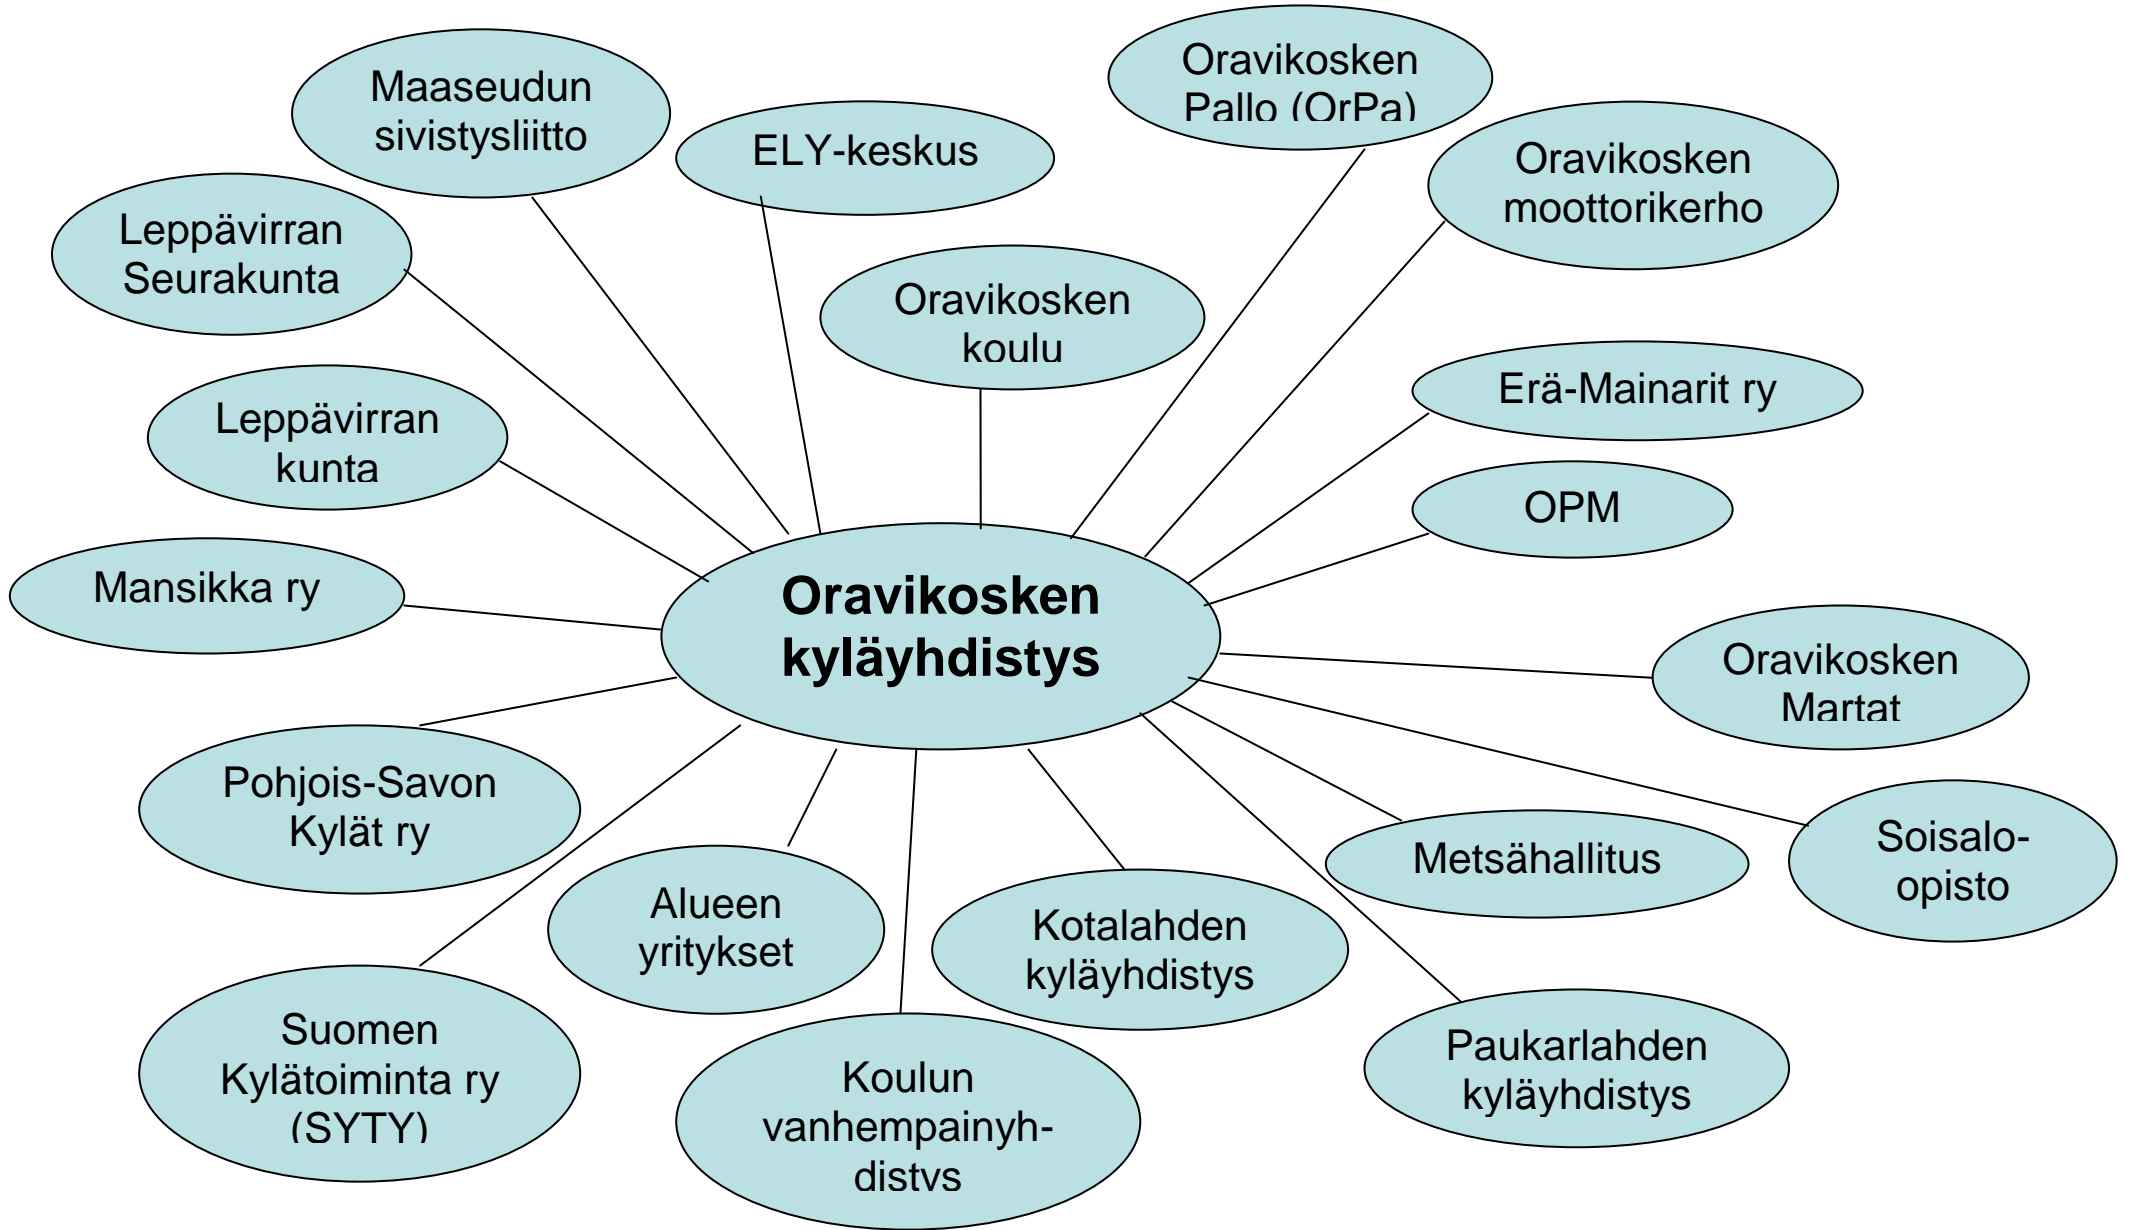 Oravikosken
Pallo (OrPa)
Maaseudun
sivistysliitto
ELY-keskus
Oravikosken
moottorikerho
Leppävirran
Seurakunta
Oravikosken
koulu
Erä-Mainarit ry
Leppävirran
kunta
OPM
Mansikka ry
Oravikosken
kyläyhdistys
Oravikosken
Martat
Pohjois-Savon
Kylät ry
Metsähallitus
Soisalo-
opisto
Alueen
yritykset
Kotalahden
kyläyhdistys
Suomen
Kylätoiminta ry
(SYTY)
Koulun
vanhempainyh-
distys
Paukarlahden
kyläyhdistys